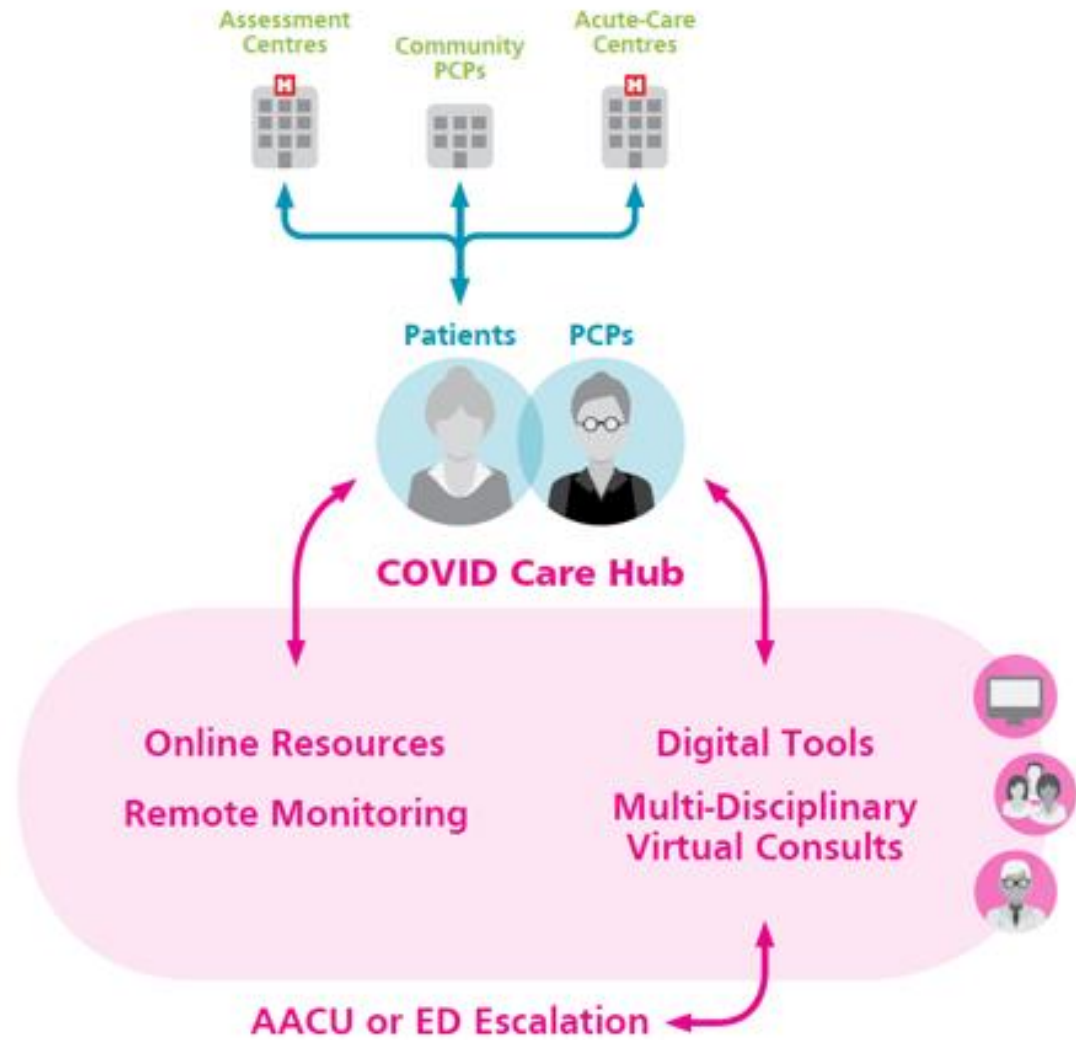 Assessment
Centres
Community
PCPs
Acute-Care
Centres
H
H
Patients
PCPs
COVID Care Hub
Online Resources
Remote Monitoring
Digital Tools
Multi-Disciplinary
Virtual Consults
AACU or ED Escalation